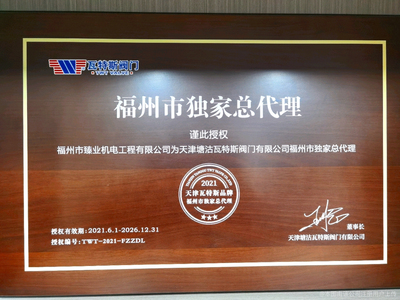 瓦特斯阀门
TWT VALVE
福州市独家总代理
谨此授权
福州市臻业机电工程有限公司为天津塘沽瓦特斯阀门有限公司福州市独家总代理
2021
天津瓦特斯品牌
福州市独家总代理
授权有效期:2021.6.1-2026.12.31
授权编号:TWT-2021-FZZDL
董事长
天津塘沽瓦特斯阀门有限公司